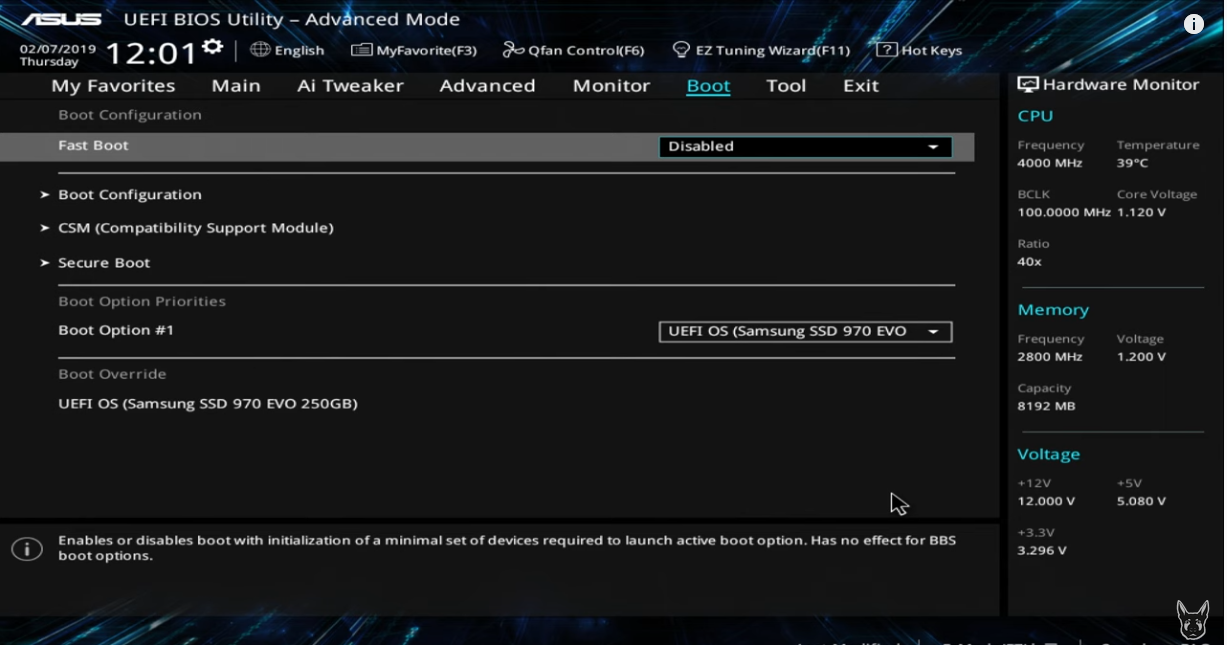 ASUS UEFI BIOS Utility – Advanced Mode
02/07/2019
Thursday
12:01
English
MyFavorite(F3)
Qfan Control(F6)
EZ Tuning Wizard(F11)
? Hot Keys
My Favorites Main Ai Tweaker Advanced Monitor Boot Tool Exit
Boot Configuration
Fast Boot Disabled
Boot Configuration
CSM (Compatibility Support Module)
Secure Boot
Boot Option Priorities
Boot Option #1 UEFI OS (Samsung SSD 970 EVO
Boot Override
UEFI OS (Samsung SSD 970 EVO 250GB)
Enables or disables boot with initialization of a minimal set of devices required to launch active boot option. Has no effect for BBS
boot options.
Hardware Monitor
CPU
Frequency Temperature
4000 MHz 39°C
BCLK Core Voltage
100.0000 MHz 1.120 V
Ratio
40x
Memory
Frequency Voltage
2800 MHz 1.200 V
Capacity
8192 MB
Voltage
+12V +5V
12.000 V 5.080 V
+3.3V
3.296 V